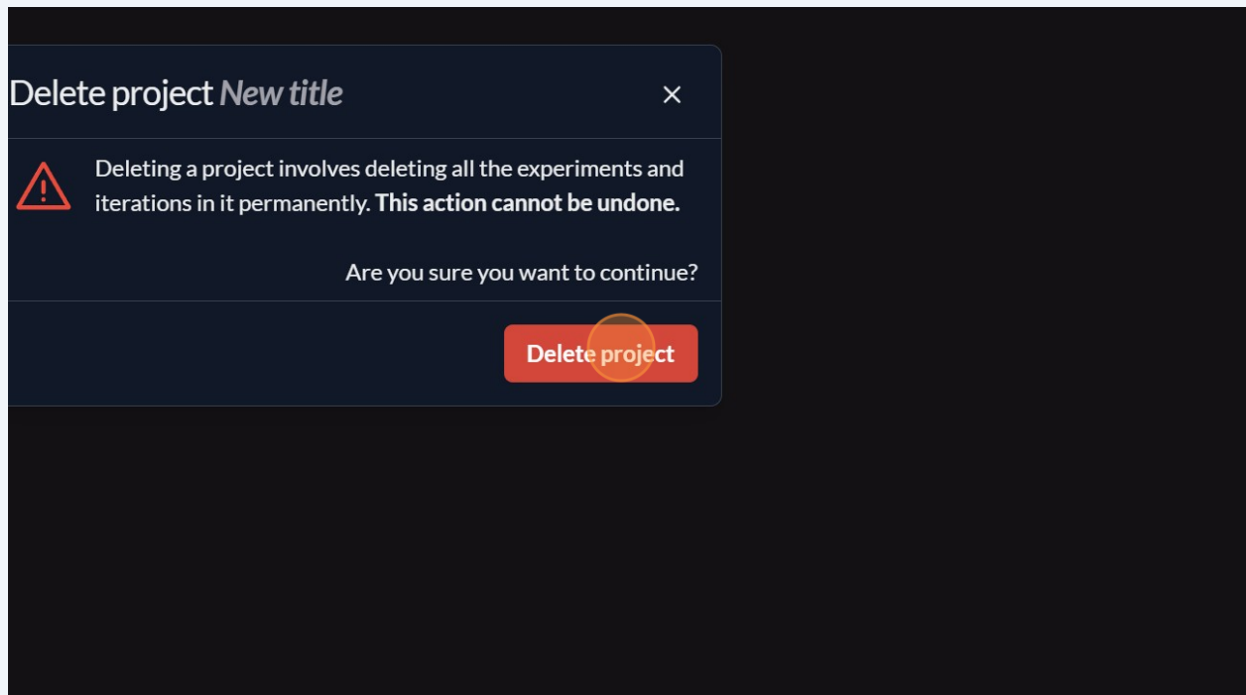 Delete project New title
Deleting a project involves deleting all the experiments and
iterations in it permanently. This action cannot be undone.
Are you sure you want to continue?
Delete project